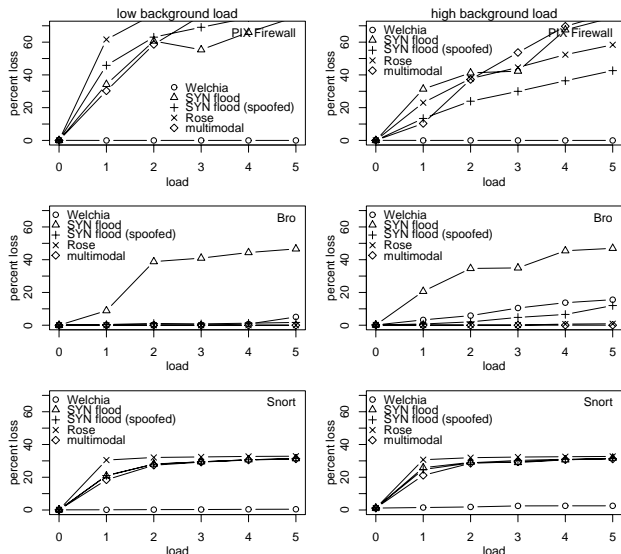 low background load
PIX Firewall
percent loss
0 20 40 60
Welchia
SYN flood
SYN flood (spoofed)
Rose
multimodal
0 1 2 3 4 5
load
high background load
PIX Firewall
percent loss
0 20 40 60
Welchia
SYN flood
SYN flood (spoofed)
Rose
multimodal
0 1 2 3 4 5
load
Bro
percent loss
0 20 40 60
Welchia
SYN flood
SYN flood (spoofed)
Rose
multimodal
0 1 2 3 4 5
load
Bro
percent loss
0 20 40 60
Welchia
SYN flood
SYN flood (spoofed)
Rose
multimodal
0 1 2 3 4 5
load
Snort
percent loss
0 20 40 60
Welchia
SYN flood
SYN flood (spoofed)
Rose
multimodal
0 1 2 3 4 5
load
Snort
percent loss
0 20 40 60
Welchia
SYN flood
SYN flood (spoofed)
Rose
multimodal
0 1 2 3 4 5
load